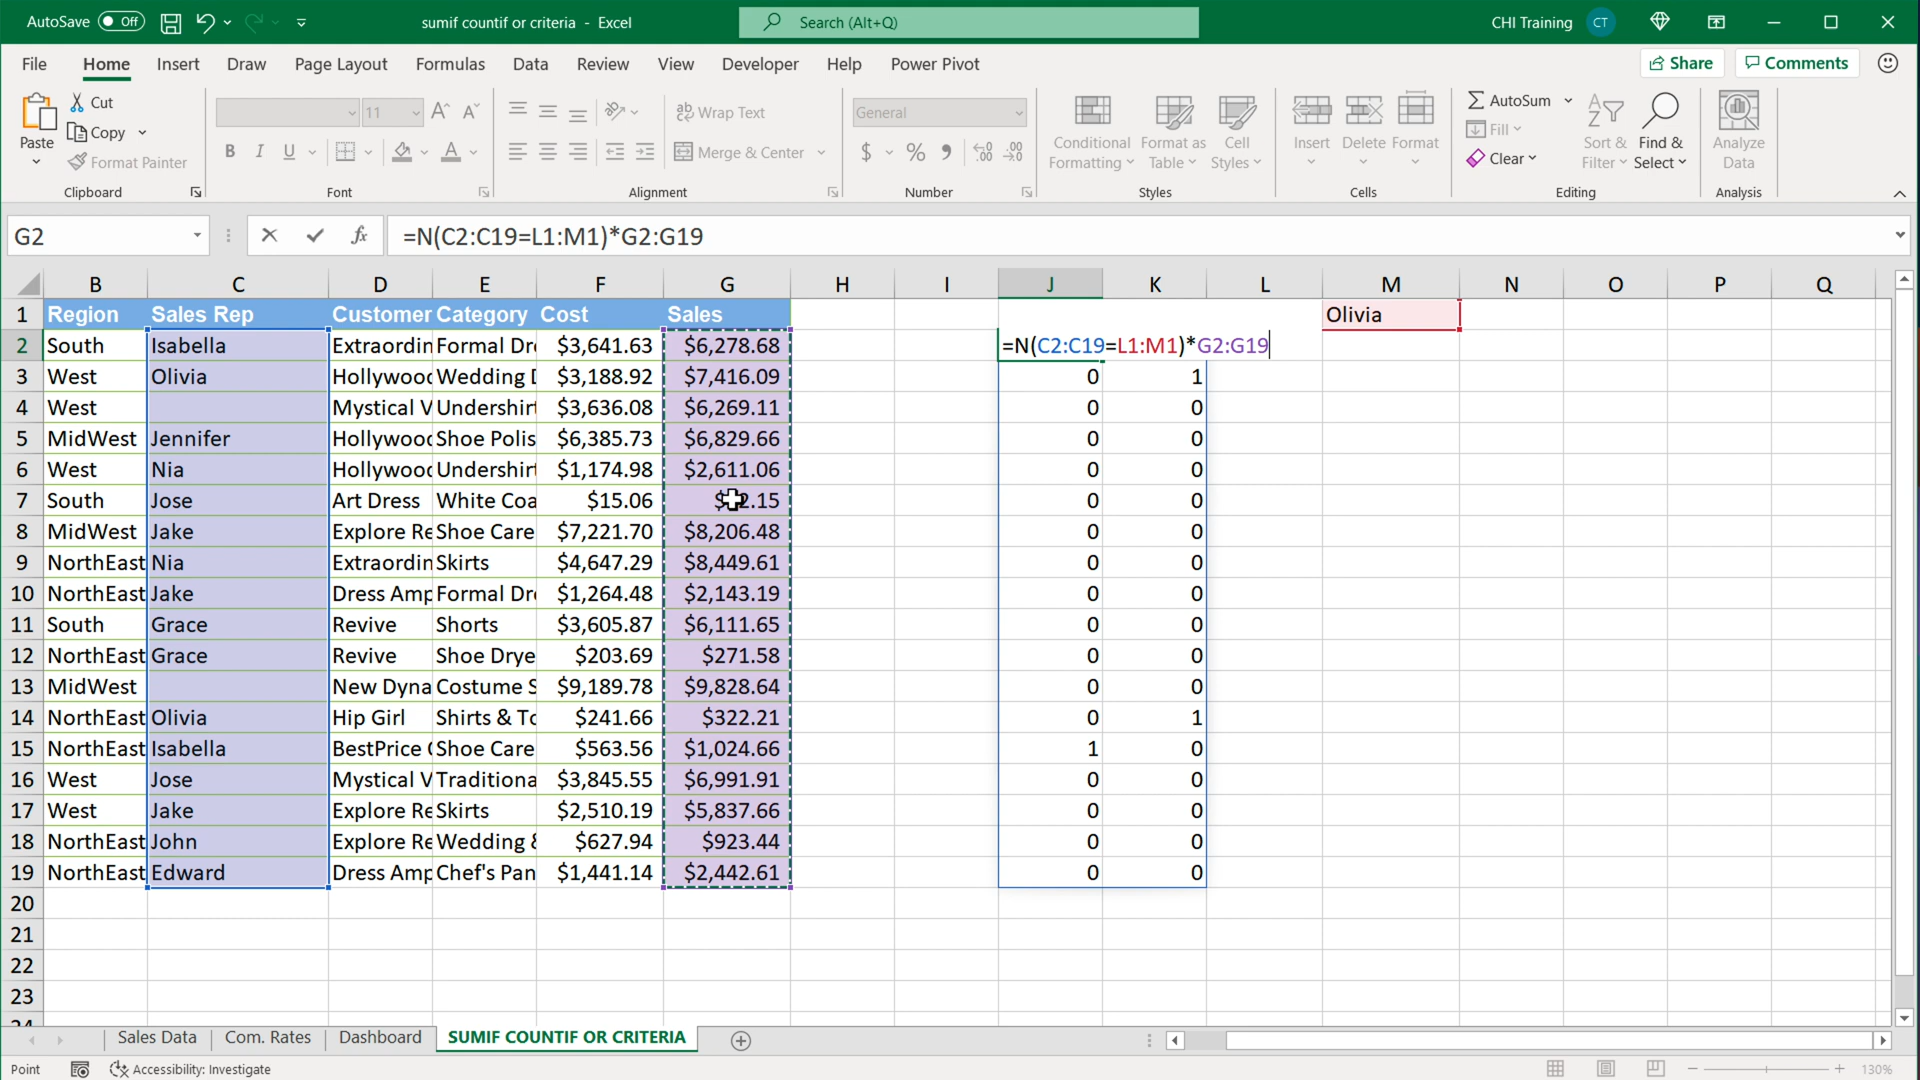 AutoSave Off sumif countif or criteria - Excel Search (Alt+Q) CHI Training CT
File Home Insert Draw Page Layout Formulas Data Review View Developer Help Power Pivot Share Comments
Paste Cut Copy Format Painter
11 B I U
Wrap Text Merge & Center
General $ %
Conditional Formatting Format as Table Cell Styles
Insert Delete Format
AutoSum Fill Clear Sort & Filter Find & Select
Analyze Data
Clipboard Font Alignment Number Styles Cells Editing Analysis
G2 fx =N(C2:C19=L1:M1)*G2:G19
B C D E F G H I J K L M N O P Q
1 Region Sales Rep Customer Category Cost Sales Olivia
2 South Isabella Extraordin Formal Dr $3,641.63 $6,278.68 =N(C2:C19=L1:M1)*G2:G19
3 West Olivia Hollywood Wedding D $3,188.92 $7,416.09 0 1
4 West Mystical V Undershirt $3,636.08 $6,269.11 0 0
5 MidWest Jennifer Hollywood Shoe Polis $6,385.73 $6,829.66 0 0
6 West Nia Hollywood Undershirt $1,174.98 $2,611.06 0 0
7 South Jose Art Dress White Coa $15.06 2.15 0 0
8 MidWest Jake Explore Re Shoe Care $7,221.70 $8,206.48 0 0
9 NorthEast Nia Extraordin Skirts $4,647.29 $8,449.61 0 0
10 NorthEast Jake Dress Amp Formal Dr $1,264.48 $2,143.19 0 0
11 South Grace Revive Shorts $3,605.87 $6,111.65 0 0
12 NorthEast Grace Revive Shoe Drye $203.69 $271.58 0 0
13 MidWest New Dyna Costume S $9,189.78 $9,828.64 0 0
14 NorthEast Olivia Hip Girl Shirts & To $241.66 $322.21 0 1
15 NorthEast Isabella BestPrice Shoe Care $563.56 $1,024.66 1 0
16 West Jose Mystical V Traditiona $3,845.55 $6,991.91 0 0
17 West Jake Explore Re Skirts $2,510.19 $5,837.66 0 0
18 NorthEast John Explore Re Wedding & $627.94 $923.44 0 0
19 NorthEast Edward Dress Amp Chef's Pan $1,441.14 $2,442.61 0 0
20
21
22
23
24
Sales Data Com. Rates Dashboard SUMIF COUNTIF OR CRITERIA
Point Accessibility: Investigate 130%